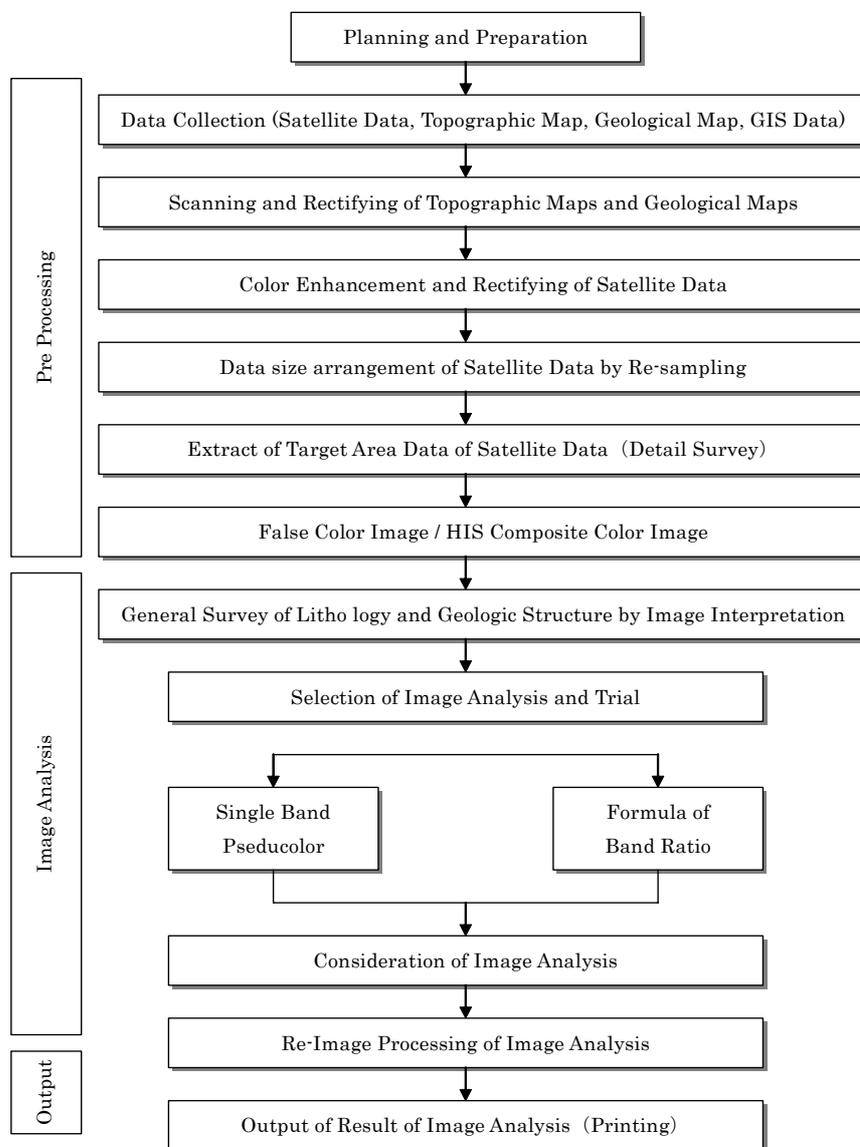 Planning and Preparation
Pre Processing
Data Collection (Satellite Data, Topographic Map, Geological Map, GIS Data)
Scanning and Rectifying of Topographic Maps and Geological Maps
Color Enhancement and Rectifying of Satellite Data
Data size arrangement of Satellite Data by Re-sampling
Extract of Target Area Data of Satellite Data（Detail Survey）
False Color Image / HIS Composite Color Image
Image Analysis
General Survey of Litho logy and Geologic Structure by Image Interpretation
Selection of Image Analysis and Trial
Single Band
Pseducolor
Formula of
Band Ratio
Consideration of Image Analysis
Re-Image Processing of Image Analysis
Output
Output of Result of Image Analysis（Printing）